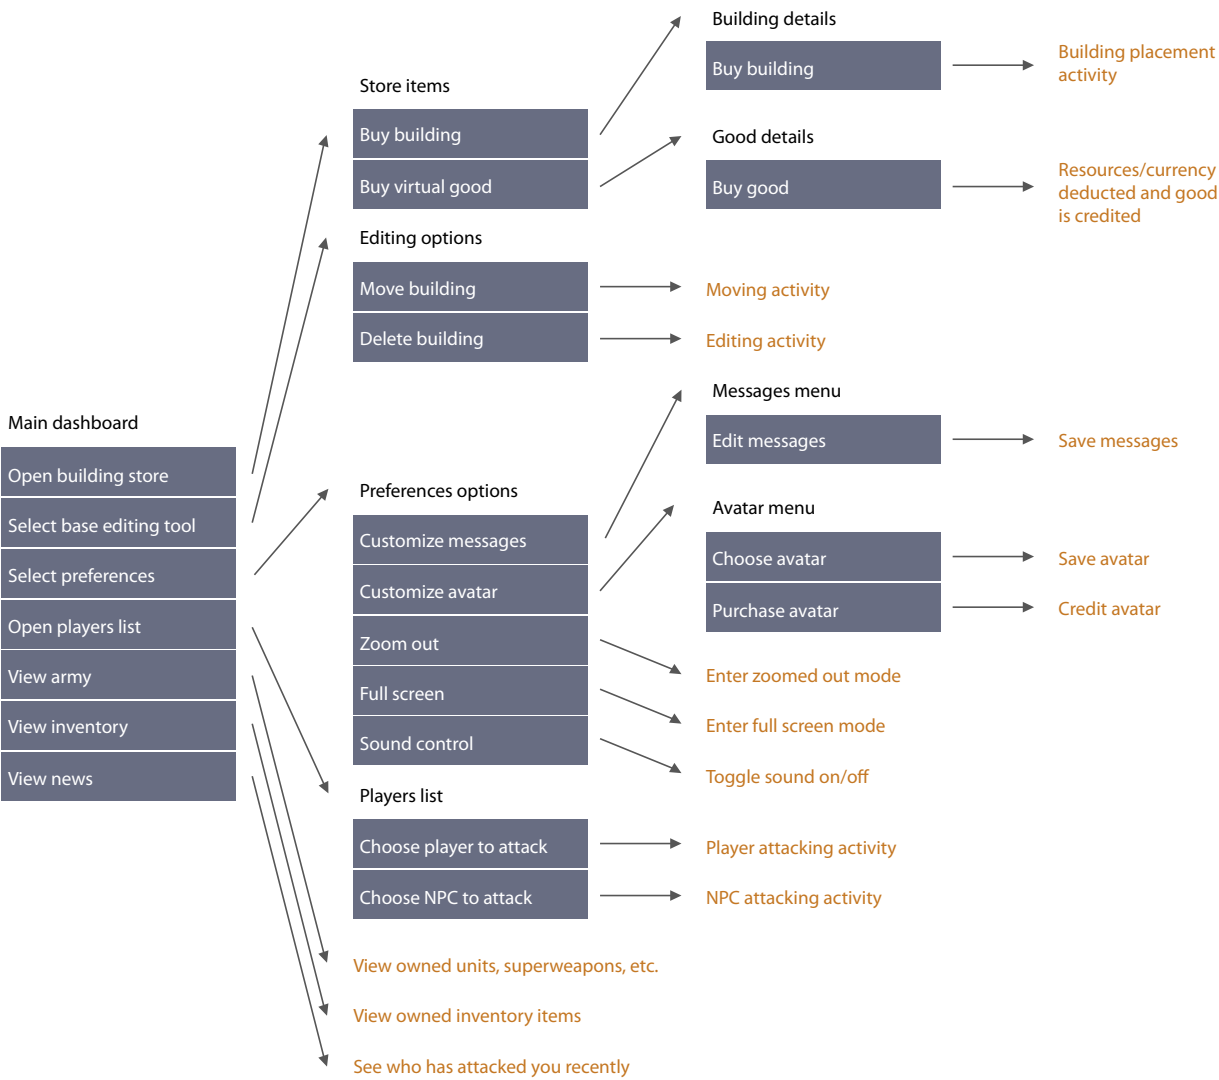 Building details
Buy building
Building placement
activity
Store items
Buy building
Buy virtual good
Good details
Buy good
Resources/currency
deducted and good
is credited
Editing options
Move building
Moving activity
Delete building
Editing activity
Main dashboard
Open building store
Select base editing tool
Select preferences
Open players list
View army
View inventory
View news
Messages menu
Edit messages
Save messages
Preferences options
Customize messages
Customize avatar
Zoom out
Full screen
Sound control
Avatar menu
Choose avatar
Save avatar
Purchase avatar
Credit avatar
Enter zoomed out mode
Enter full screen mode
Toggle sound on/off
Players list
Choose player to attack
Player attacking activity
Choose NPC to attack
NPC attacking activity
View owned units, superweapons, etc.
View owned inventory items
See who has attacked you recently